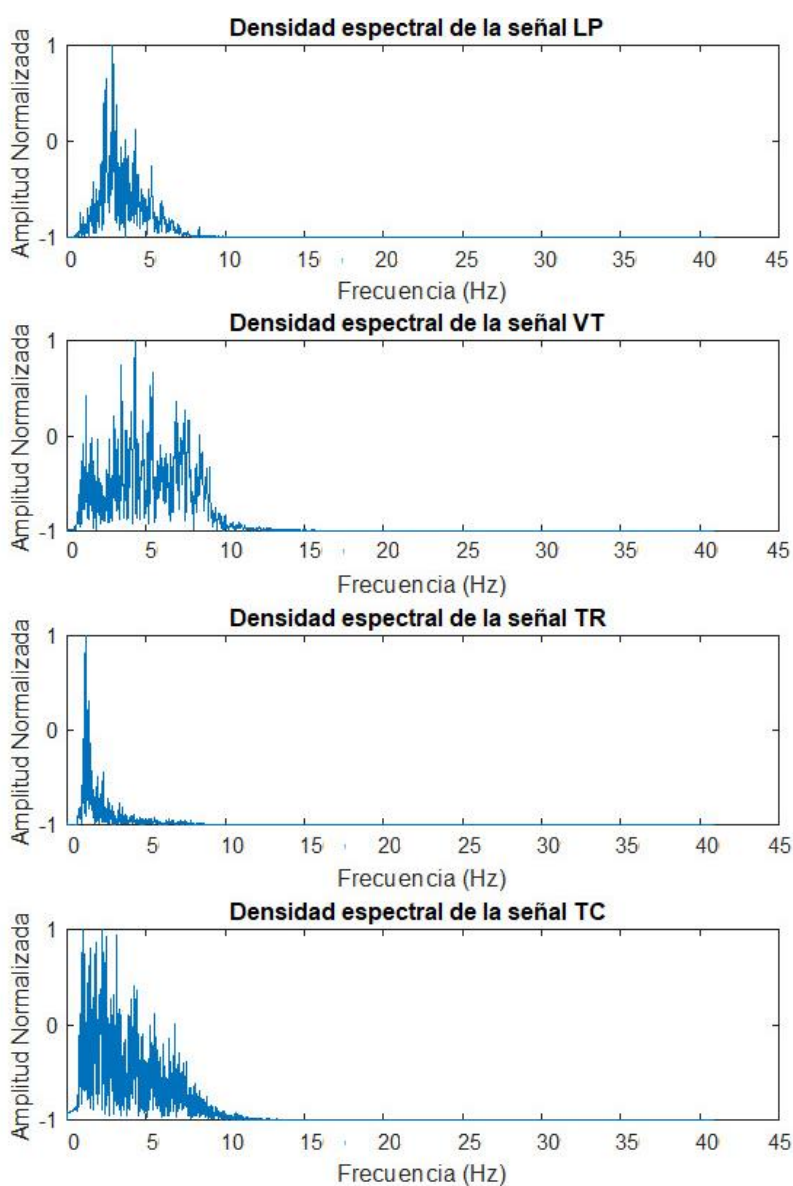 Densidad espectral de la señal LP
Amplitud Normalizada
1
0
-1
0 5 10 15 20 25 30 35 40 45
Frecuencia (Hz)
Densidad espectral de la señal VT
Amplitud Normalizada
1
0
-1
0 5 10 15 20 25 30 35 40 45
Frecuencia (Hz)
Densidad espectral de la señal TR
Amplitud Normalizada
1
0
-1
0 5 10 15 20 25 30 35 40 45
Frecuencia (Hz)
Densidad espectral de la señal TC
Amplitud Normalizada
1
0
-1
0 5 10 15 20 25 30 35 40 45
Frecuencia (Hz)